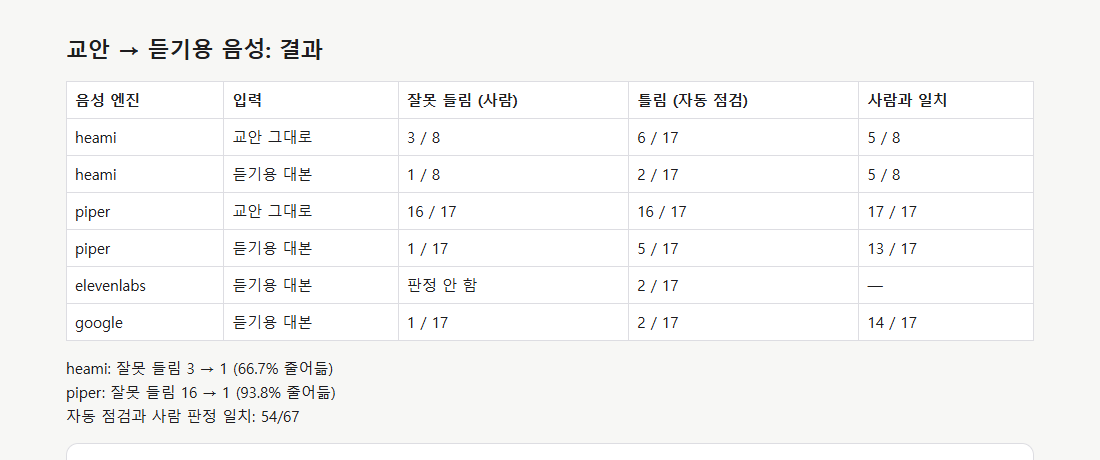 교안 → 듣기용 음성: 결과
음성 엔진 입력 잘못 들림 (사람) 틀림 (자동 점검) 사람과 일치
heami 교안 그대로 3 / 8 6 / 17 5 / 8
heami 듣기용 대본 1 / 8 2 / 17 5 / 8
piper 교안 그대로 16 / 17 16 / 17 17 / 17
piper 듣기용 대본 1 / 17 5 / 17 13 / 17
elevenlabs 듣기용 대본 판정 안 함 2 / 17 —
google 듣기용 대본 1 / 17 2 / 17 14 / 17
heami: 잘못 들림 3 → 1 (66.7% 줄어듦)
piper: 잘못 들림 16 → 1 (93.8% 줄어듦)
자동 점검과 사람 판정 일치: 54/67